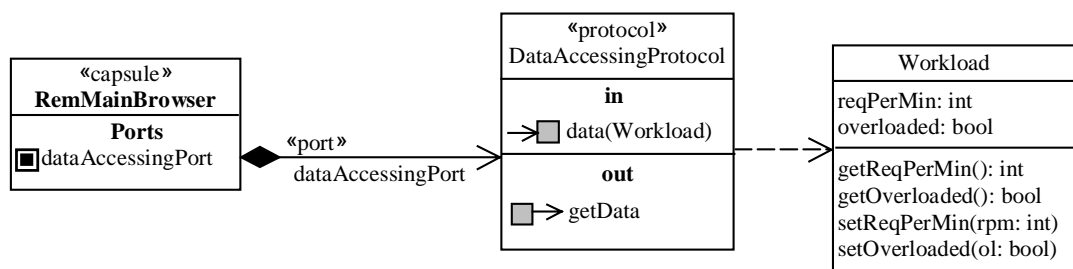 «capsule»
RemMainBrowser
Ports
dataAccessingPort
«port»
dataAccessingPort
«protocol»
DataAccessingProtocol
in
data(Workload)
out
getData
Workload
reqPerMin: int
overloaded: bool
getReqPerMin(): int
getOverloaded(): bool
setReqPerMin(rpm: int)
setOverloaded(ol: bool)